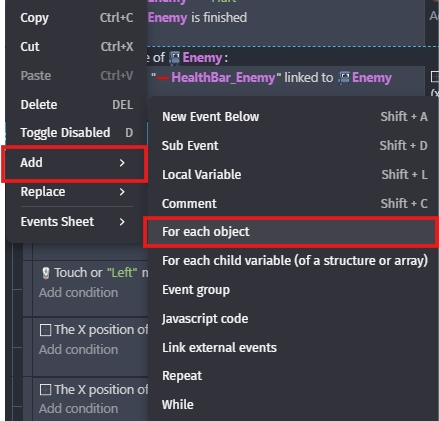 Copy Ctrl+C
Enemy is finished
Cut Ctrl+X
Paste Ctrl+V
e of Enemy:
"HealthBar_Enemy" linked to Enemy
Delete DEL
Toggle Disabled D
Add >
Replace >
Events Sheet >
New Event Below Shift + A
Sub Event Shift + D
Local Variable Shift + L
Comment Shift + C
For each object
For each child variable (of a structure or array)
Event group
Javascript code
Link external events
Repeat
While
Touch or "Left" m
Add condition
The X position of
Add condition
The X position of
Add condition